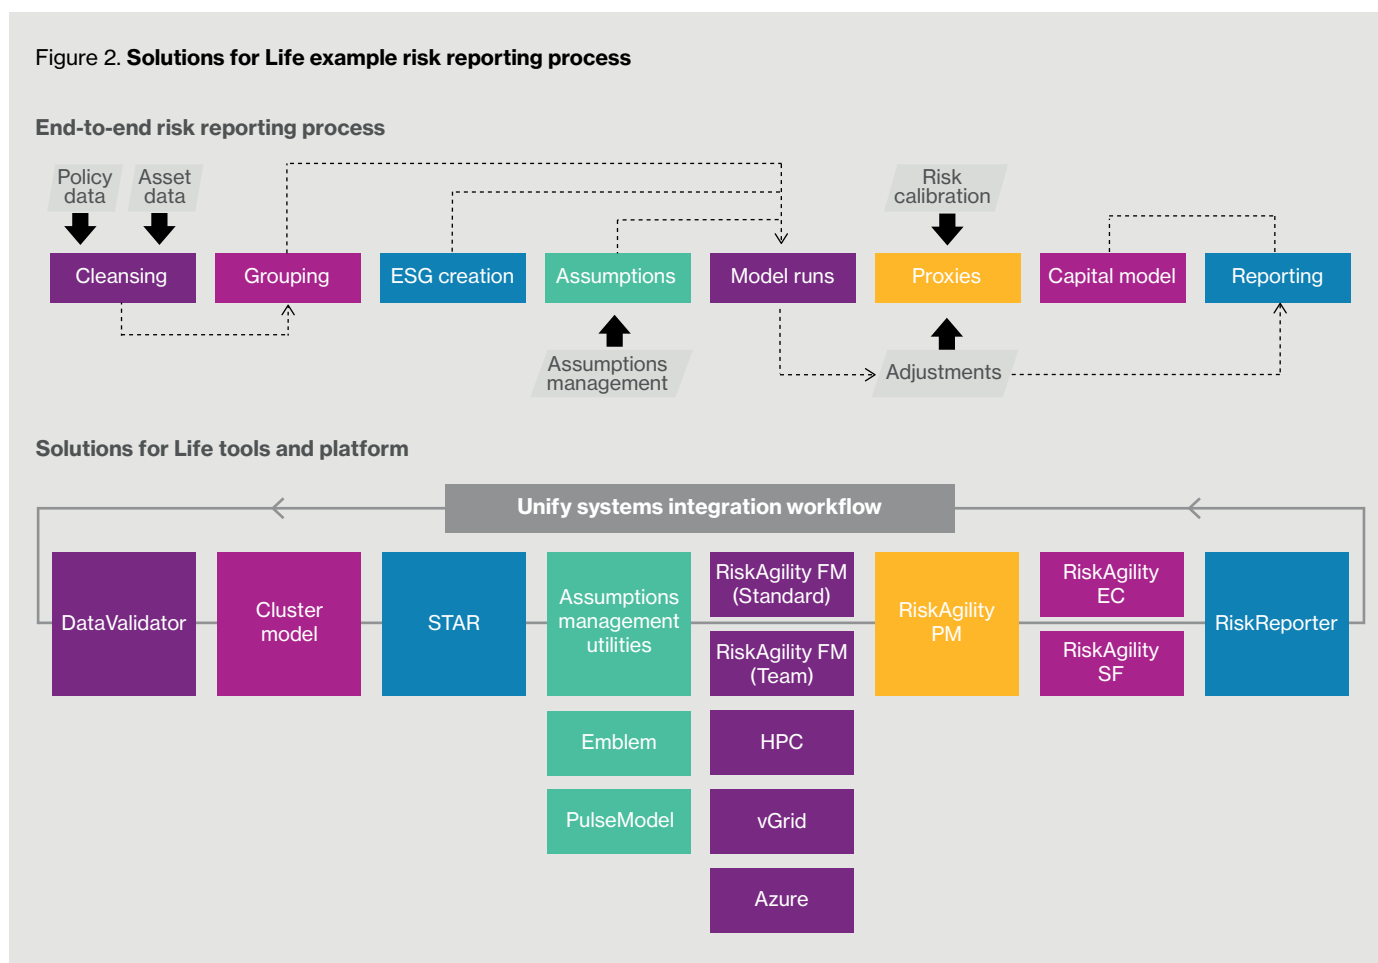 Figure 2. Solutions for Life example risk reporting process
End-to-end risk reporting process
Policy
data
Asset
data
Risk
calibration
Cleansing
Grouping
ESG creation
Assumptions
Model runs
Proxies
Capital model
Reporting
Assumptions
management
Adjustments
Solutions for Life tools and platform
Unify systems integration workflow
DataValidator
Cluster
model
STAR
Assumptions
management
utilities
RiskAgility FM
(Standard)
RiskAgility FM
(Team)
RiskAgility
PM
RiskAgility
EC
RiskAgility
SF
RiskReporter
Emblem
HPC
PulseModel
vGrid
Azure